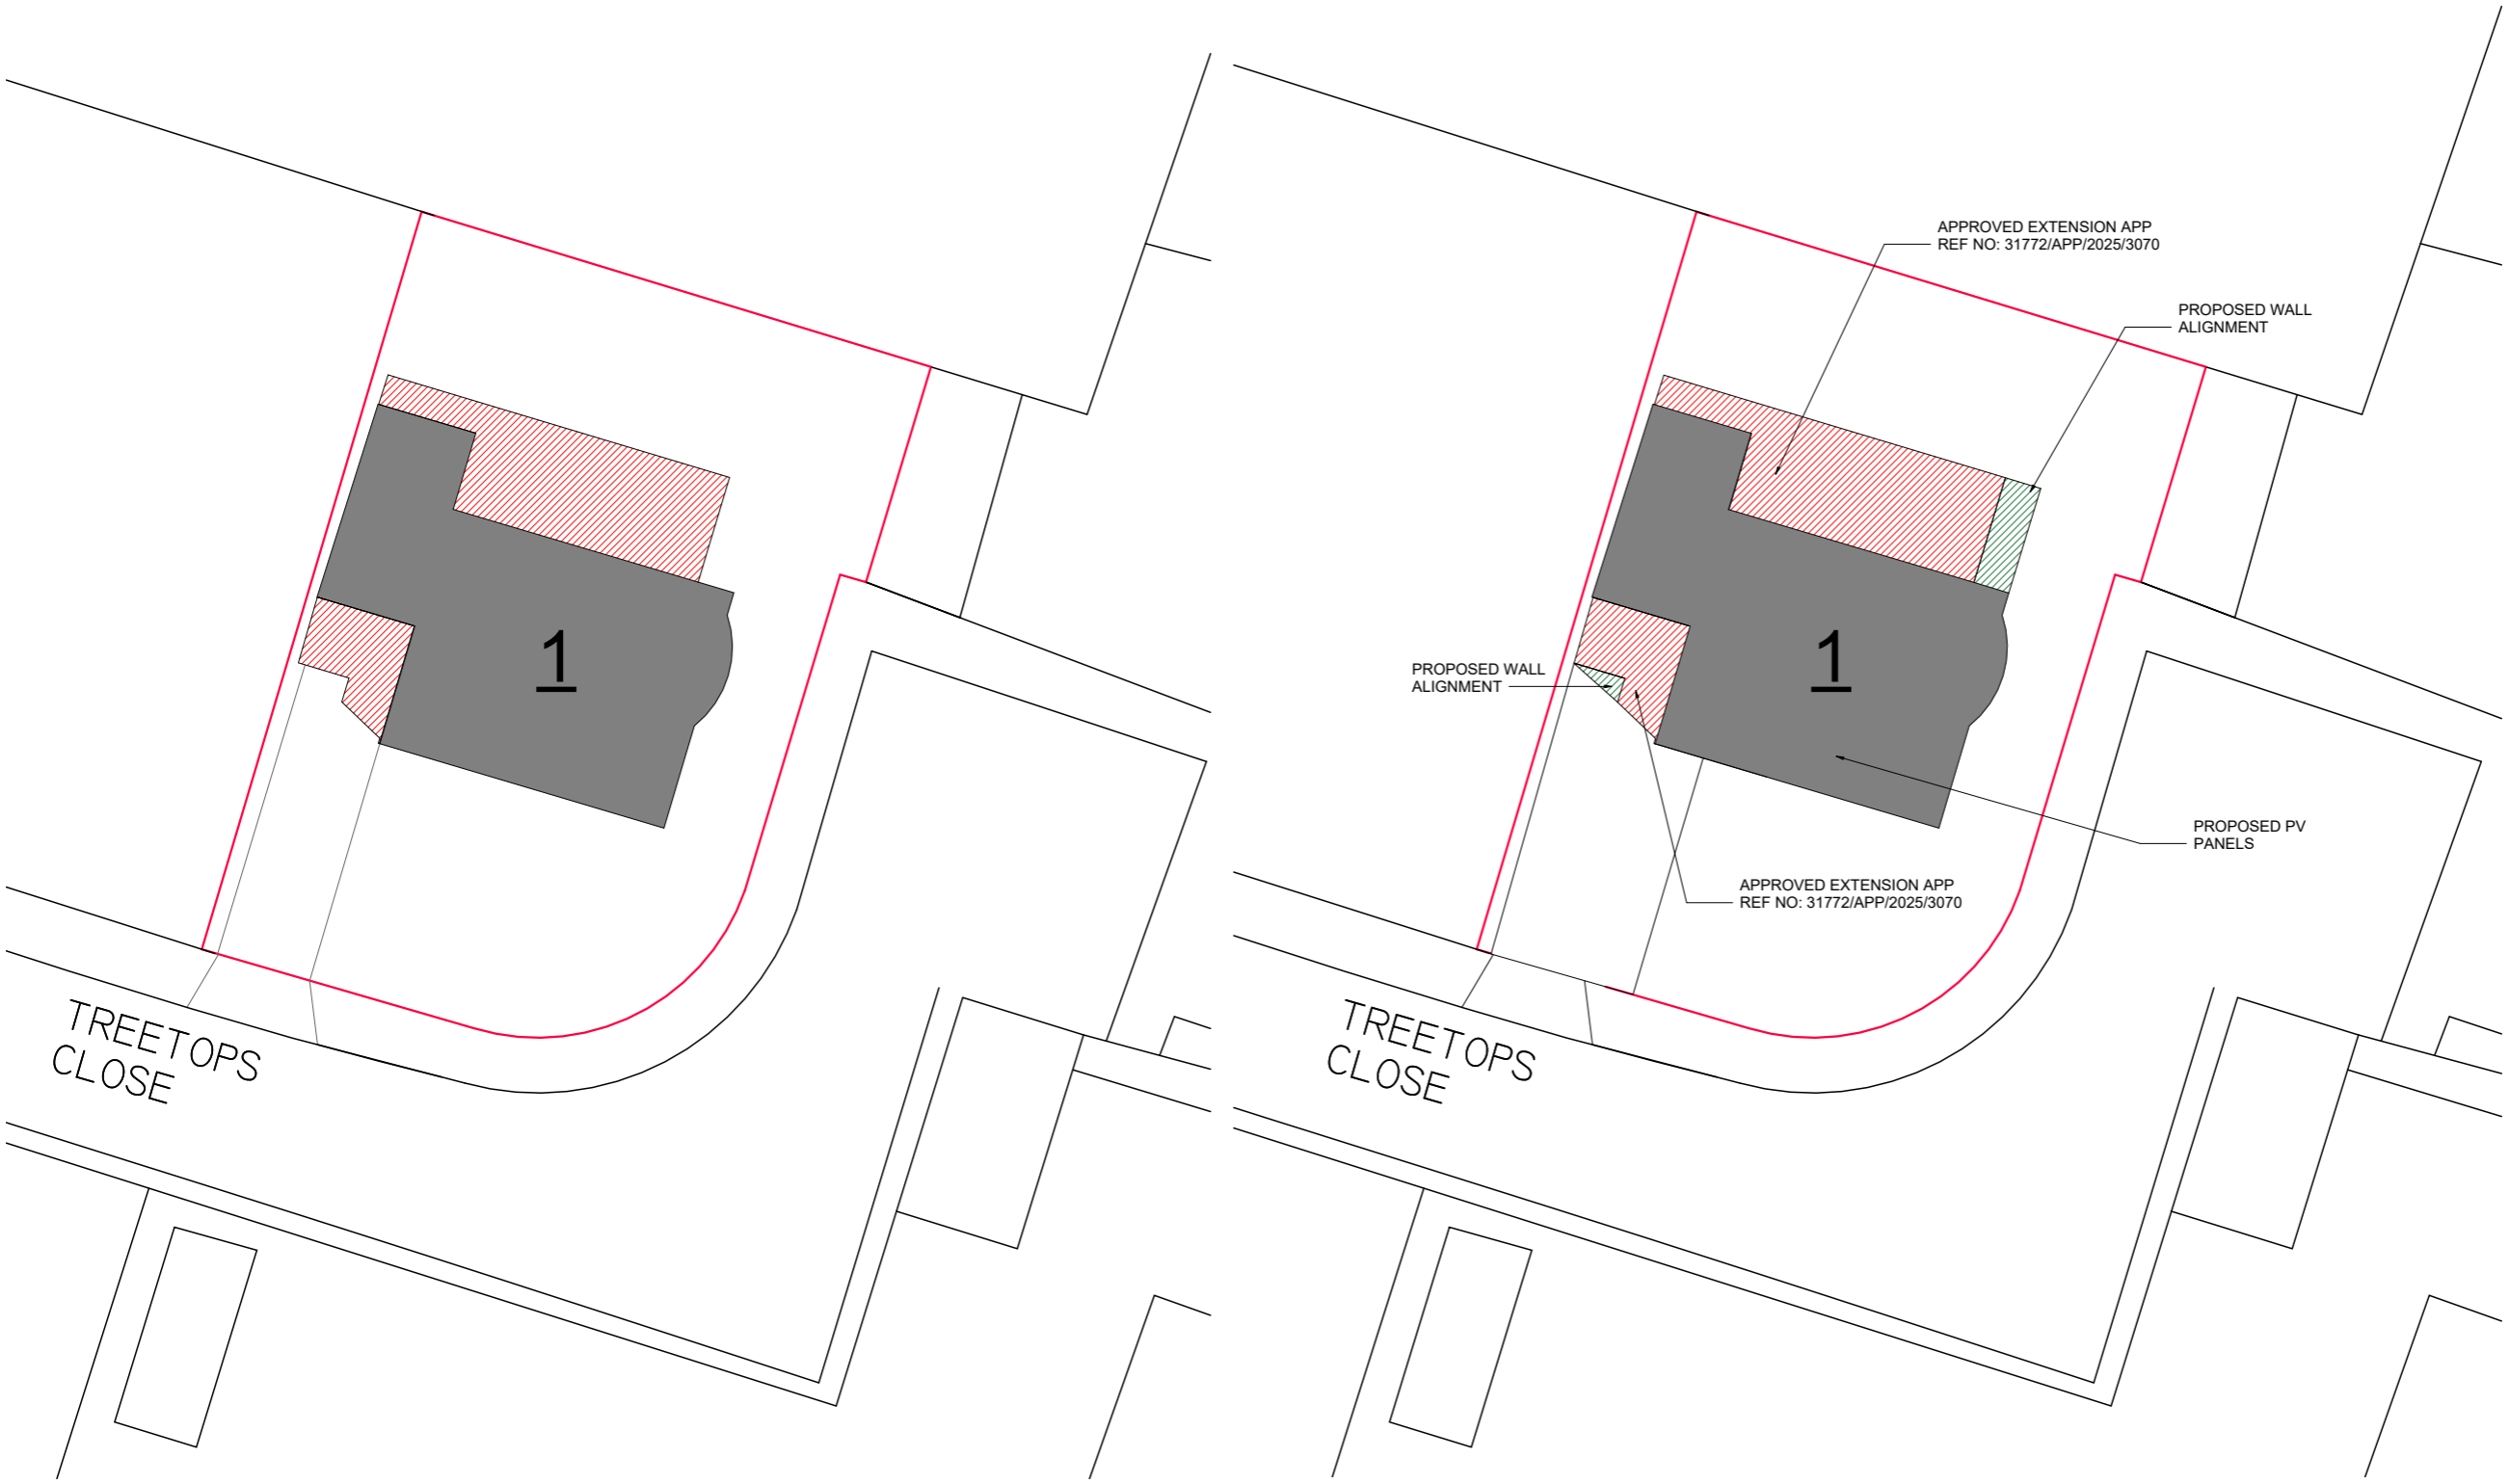 1
TREETOPS
CLOSE
APPROVED EXTENSION APP
REF NO: 31772/APP/2025/3070
PROPOSED WALL
ALIGNMENT
PROPOSED WALL
ALIGNMENT
1
PROPOSED PV
PANELS
APPROVED EXTENSION APP
REF NO: 31772/APP/2025/3070
TREETOPS
CLOSE